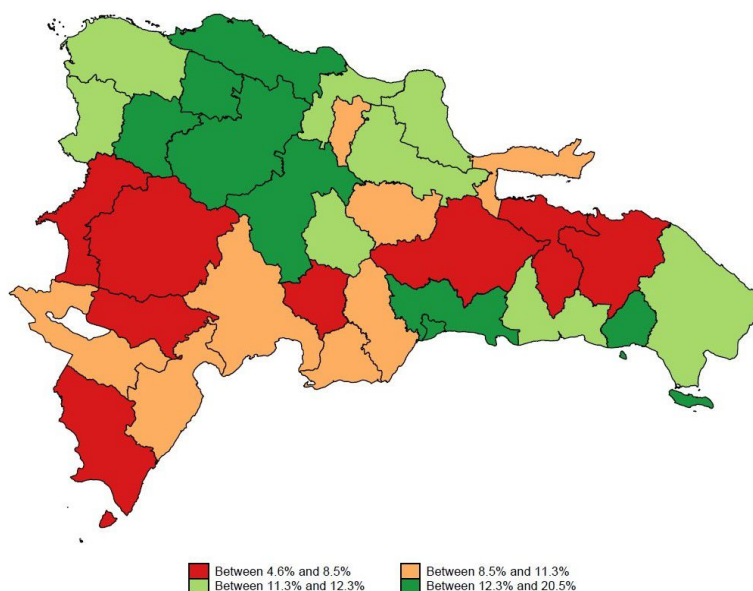 Between 4.6% and 8.5% Between 8.5% and 11.3%
Between 11.3% and 12.3% Between 12.3% and 20.5%